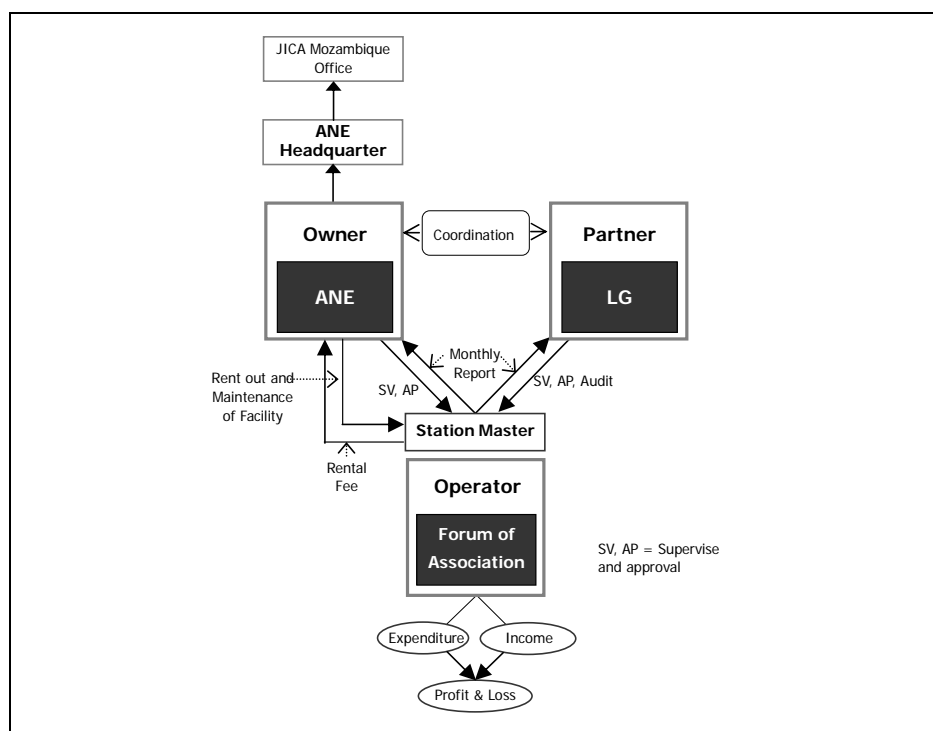 JICA Mozambique
Office
ANE
Headquarter
Owner
ANE
Coordination
Partner
LG
Monthly
Report
Rent out and
Maintenance
of Facility
SV, AP
SV, AP, Audit
Station Master
Rental
Fee
Operator
Forum of
Association
SV, AP = Supervise
and approval
Expenditure
Income
Profit & Loss